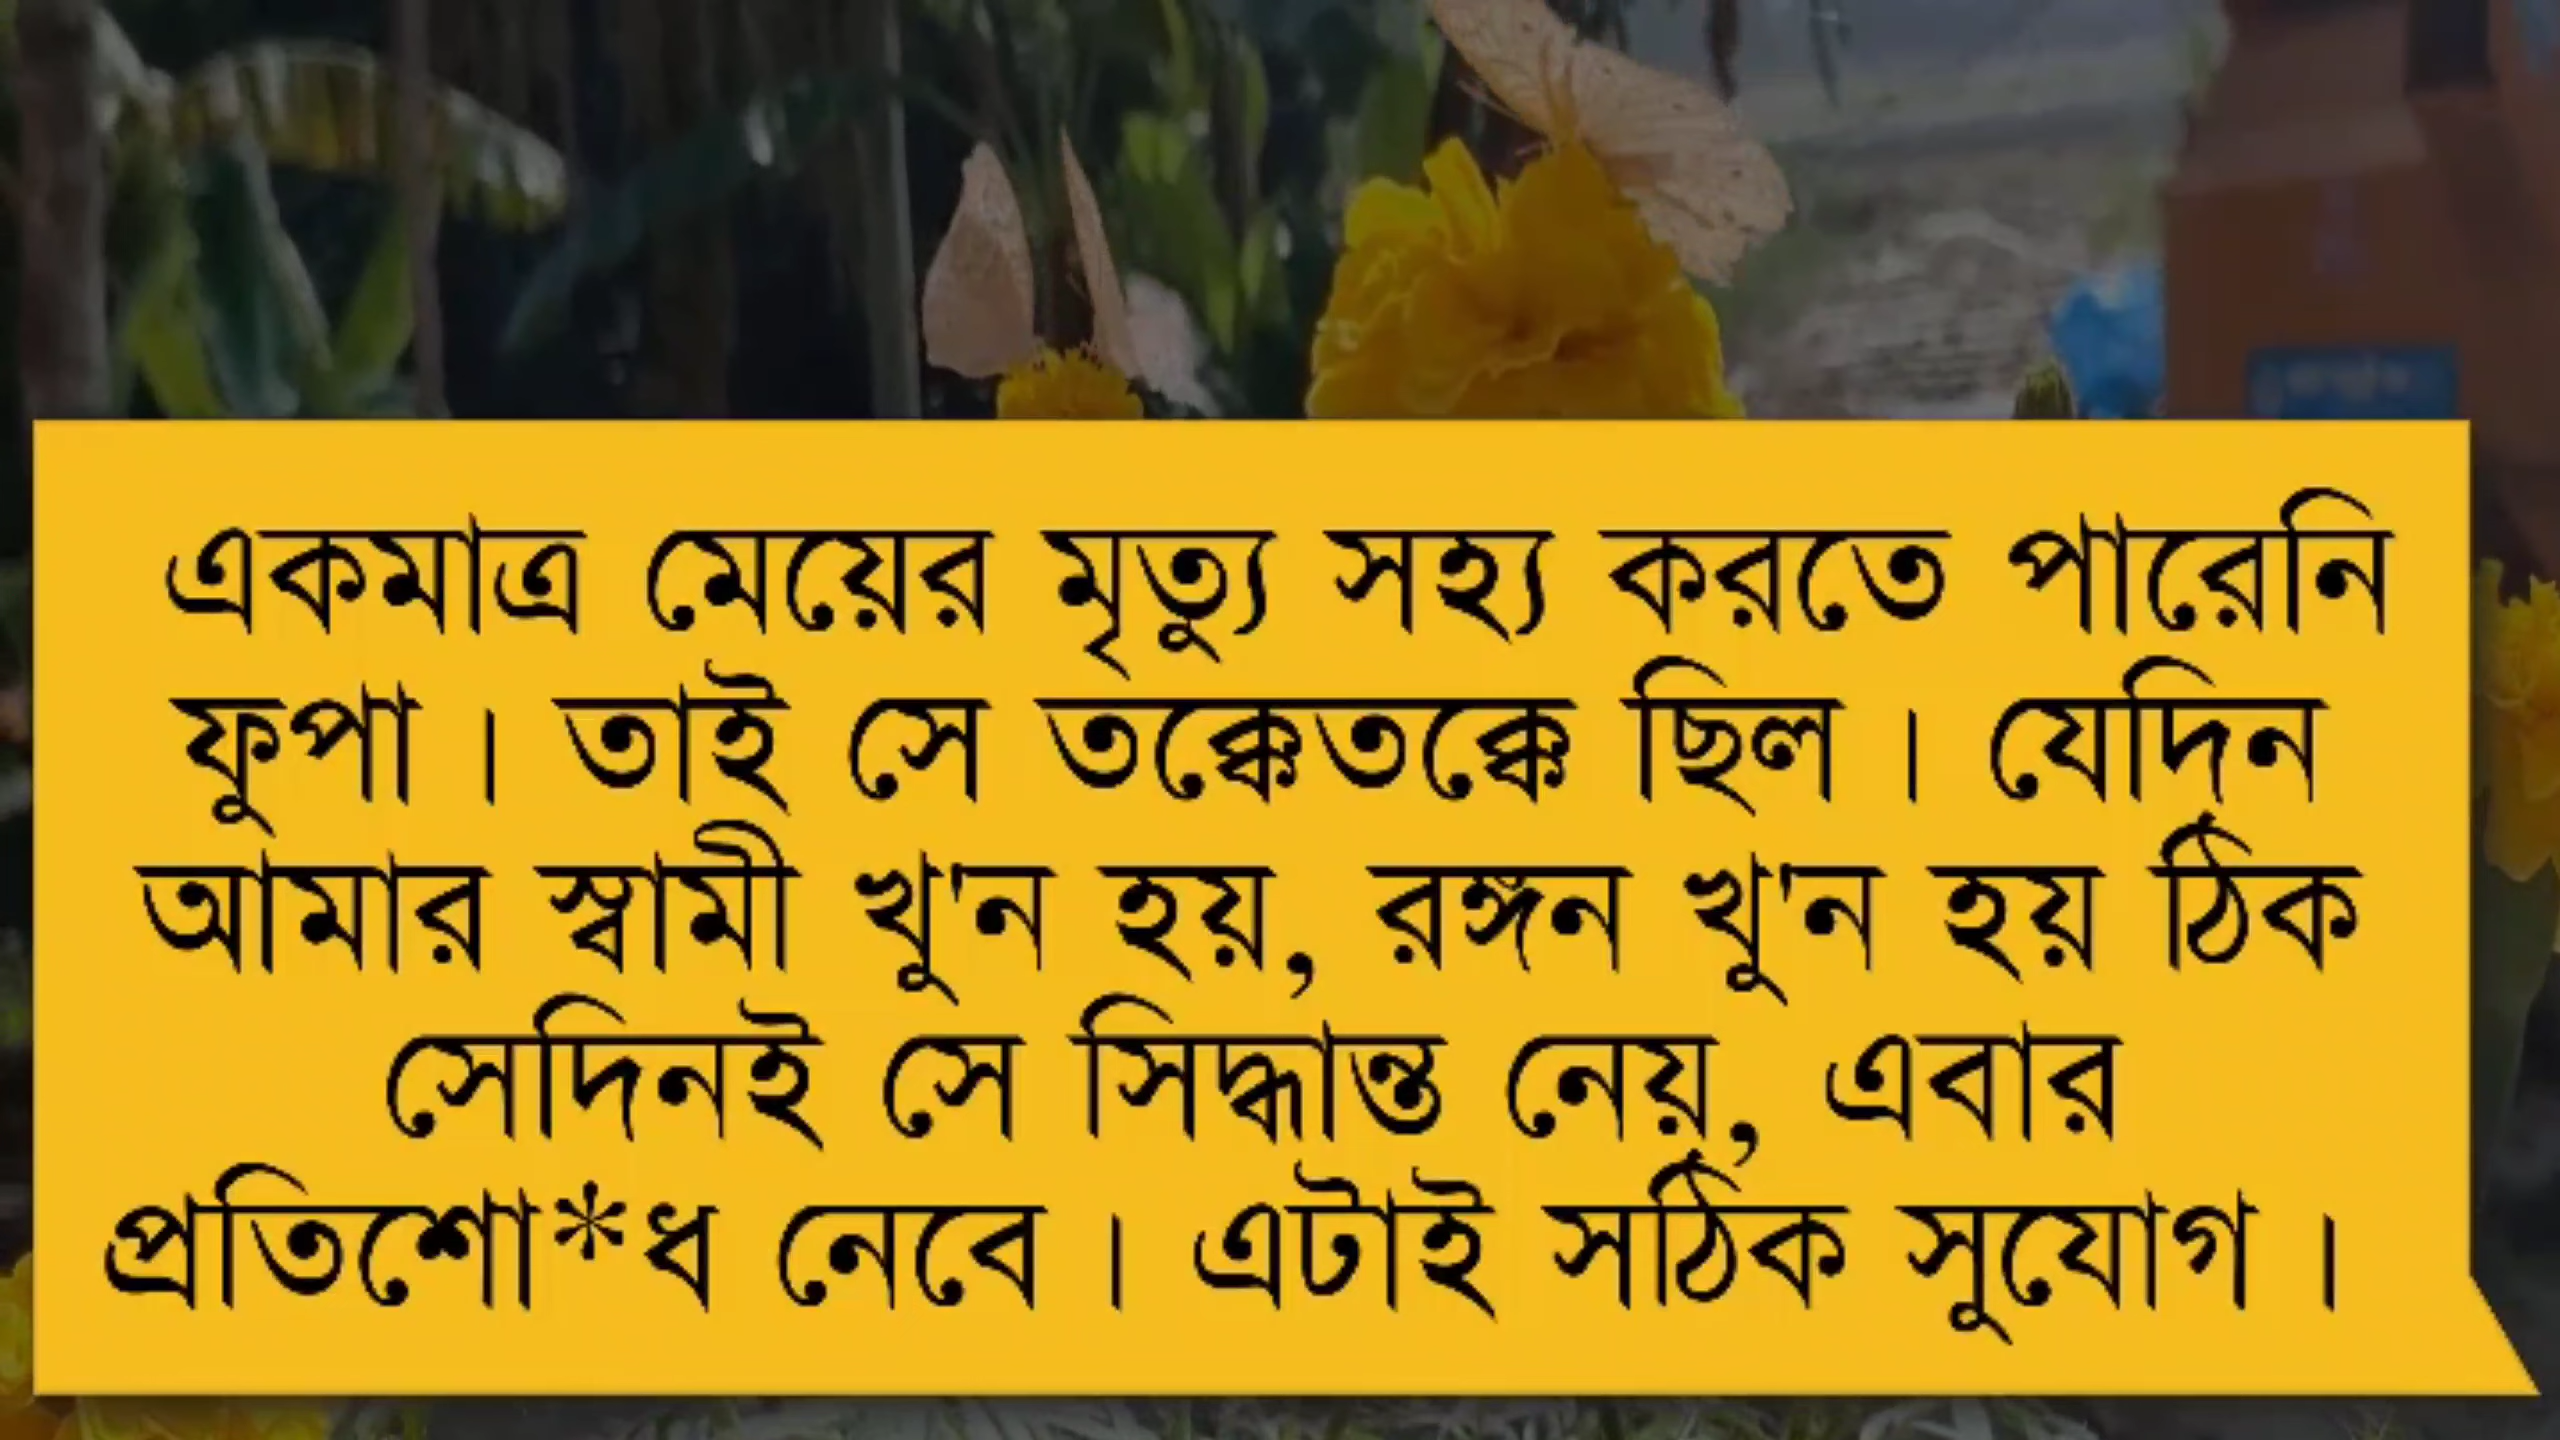 একমাত্র মেয়ের মৃত্যু সহ্য করতে পারেনি
ফুপা। তাই সে তক্কেতক্কে ছিল। যেদিন
আমার স্বামী খু'ন হয়, রঙ্গন খু'ন হয় ঠিক
সেদিনই সে সিদ্ধান্ত নেয়, এবার
প্রতিশো*ধ নেবে। এটাই সঠিক সুযোগ।